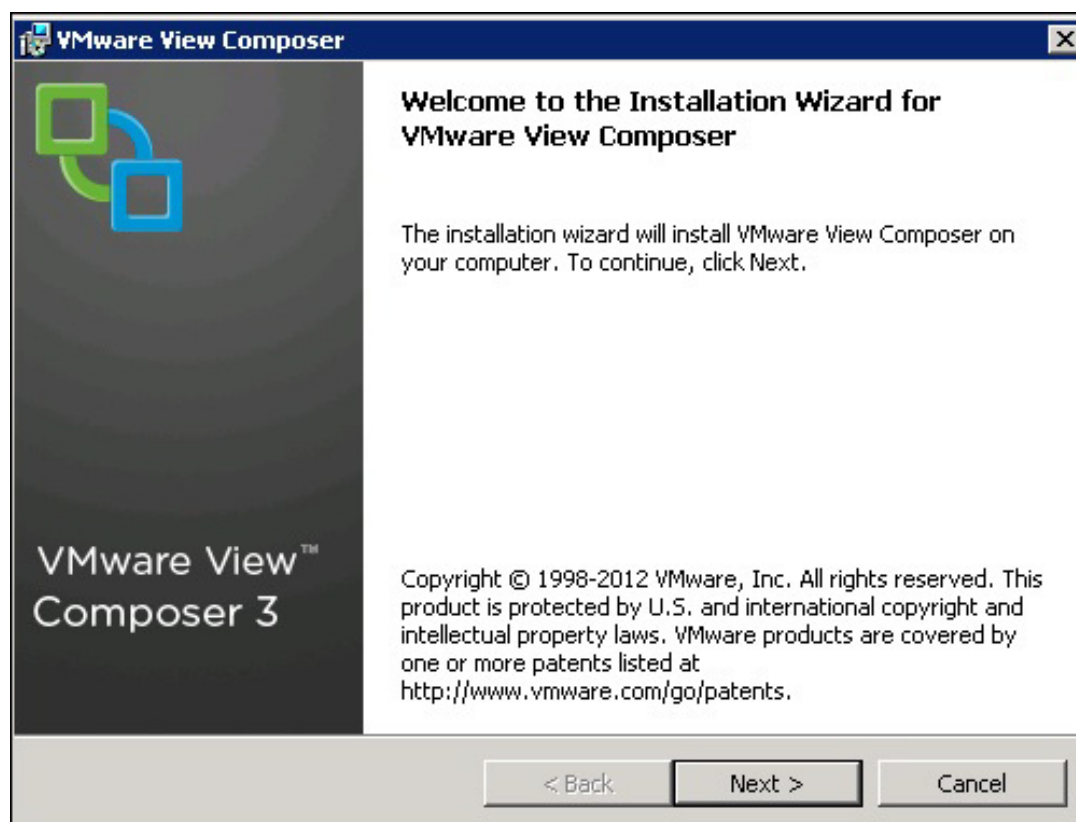 VMware View Composer
Welcome to the Installation Wizard for
VMware View Composer
The installation wizard will install VMware View Composer on
your computer. To continue, click Next.
VMware View™
Composer 3
Copyright © 1998-2012 VMware, Inc. All rights reserved. This
product is protected by U.S. and international copyright and
intellectual property laws. VMware products are covered by
one or more patents listed at
http://www.vmware.com/go/patents.
< Back
Next >
Cancel